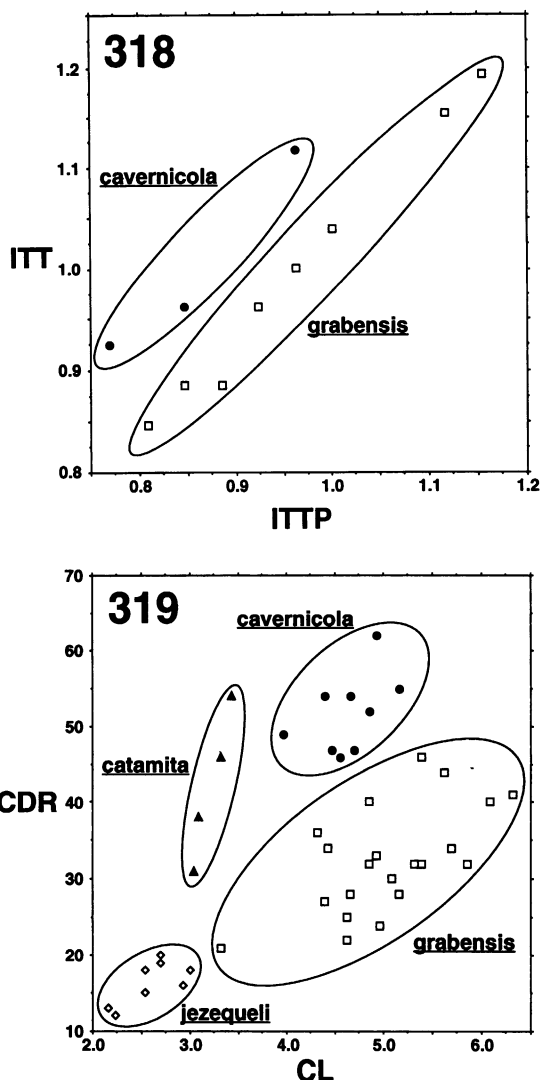 318
1.2
cavernicola
1.1
ITT
1.0
grabensis
0.9
0.8
0.8 0.9 1.0 1.1 1.2
ITTP
70
319
cavernicola
60
50
catamita
CDR
40
30
grabensis
20
jezequeli
10
2.0 3.0 4.0 5.0 6.0
CL